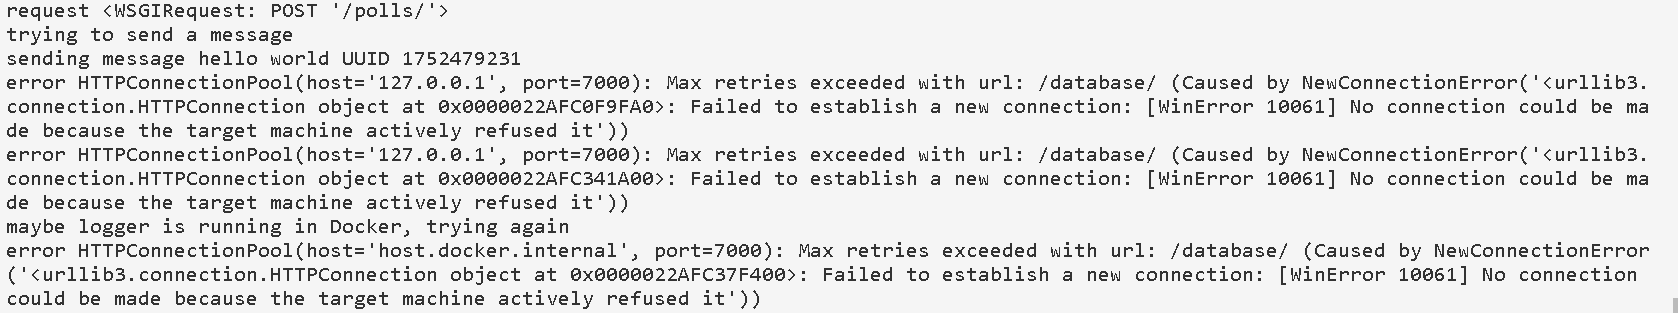 request <WSGIRequest: POST '/polls/'>
trying to send a message
sending message hello world UUID 1752479231
error HTTPConnectionPool(host='127.0.0.1', port=7000): Max retries exceeded with url: /database/ (Caused by NewConnectionError('<urllib3.
connection.HTTPConnection object at 0x0000022AFC0F9FA0>: Failed to establish a new connection: [WinError 10061] No connection could be ma
de because the target machine actively refused it'))
error HTTPConnectionPool(host='127.0.0.1', port=7000): Max retries exceeded with url: /database/ (Caused by NewConnectionError('<urllib3.
connection.HTTPConnection object at 0x0000022AFC341A00>: Failed to establish a new connection: [WinError 10061] No connection could be ma
de because the target machine actively refused it'))
maybe logger is running in Docker, trying again
error HTTPConnectionPool(host='host.docker.internal', port=7000): Max retries exceeded with url: /database/ (Caused by NewConnectionError
('<urllib3.connection.HTTPConnection object at 0x0000022AFC37F400>: Failed to establish a new connection: [WinError 10061] No connection
could be made because the target machine actively refused it'))